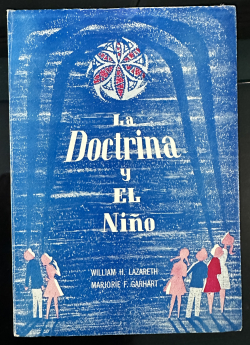 La
Doctrina
y
EL
Niño
WILLIAM H. LAZARETH
MARJORIE F. GARHART